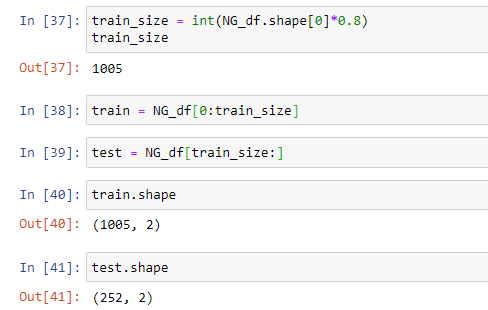 In [37]: train_size = int(NG_df.shape[0]*0.8)
train_size
Out[37]: 1005
In [38]: train = NG_df[0:train_size]
In [39]: test = NG_df[train_size:]
In [40]: train.shape
Out[40]: (1005, 2)
In [41]: test.shape
Out[41]: (252, 2)